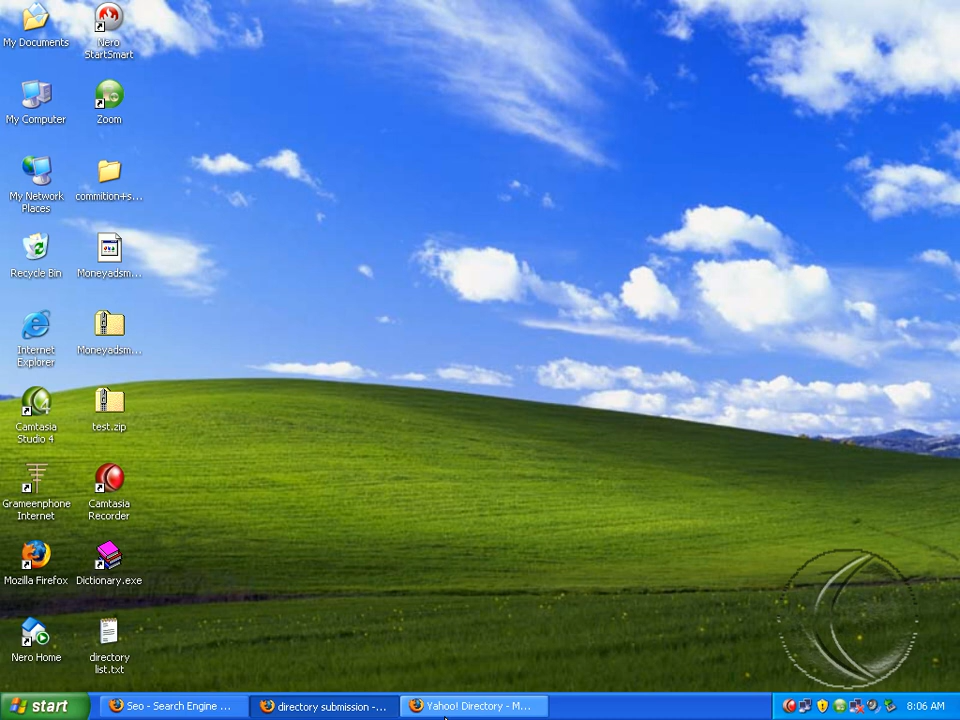 My Documents
Nero
StartSmart
My Computer
Zoom
My Network
Places
commition+s...
Recycle Bin
Moneyadsm...
Internet
Explorer
Moneyadsm...
4
Camtasia
Studio 4
test.zip
Grameenphone
Internet
Camtasia
Recorder
Mozilla Firefox
Dictionary.exe
Nero Home
directory
list.txt
start
Seo - Search Engine ...
directory submission -...
Yahoo! Directory - M...
8:06 AM